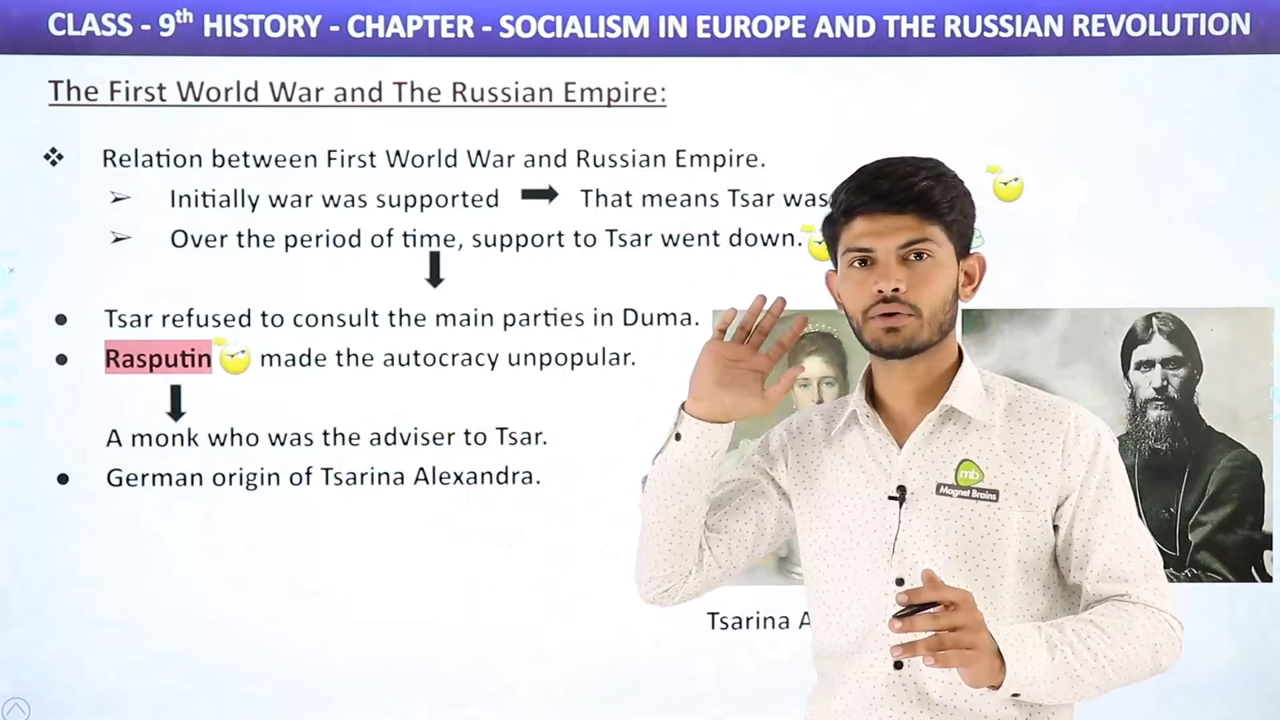 CLASS - 9th HISTORY - CHAPTER - SOCIALISM IN EUROPE AND THE RUSSIAN REVOLUTION
The First World War and The Russian Empire:
Relation between First World War and Russian Empire.
Initially war was supported That means Tsar was
Over the period of time, support to Tsar went down.
Tsar refused to consult the main parties in Duma.
Rasputin made the autocracy unpopular.
A monk who was the adviser to Tsar.
German origin of Tsarina Alexandra.
mb
Magnet Brains
Tsarina A